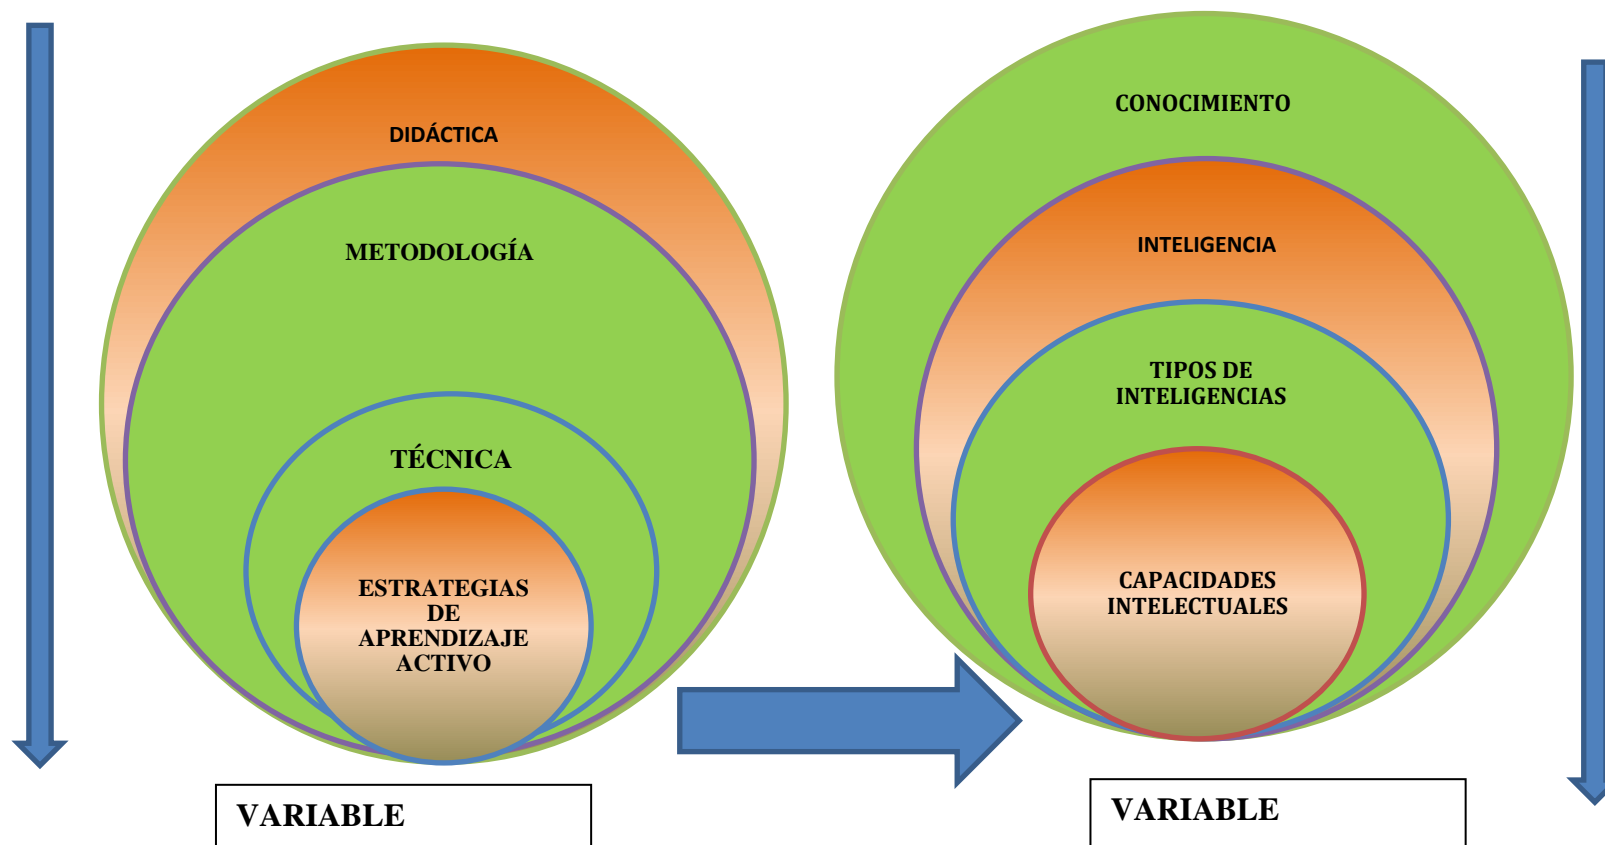 DIDÁCTICA
METODOLOGÍA
TÉCNICA
ESTRATEGIAS
DE
APRENDIZAJE
ACTIVO
VARIABLE
CONOCIMIENTO
INTELIGENCIA
TIPOS DE
INTELIGENCIAS
CAPACIDADES
INTELECTUALES
VARIABLE